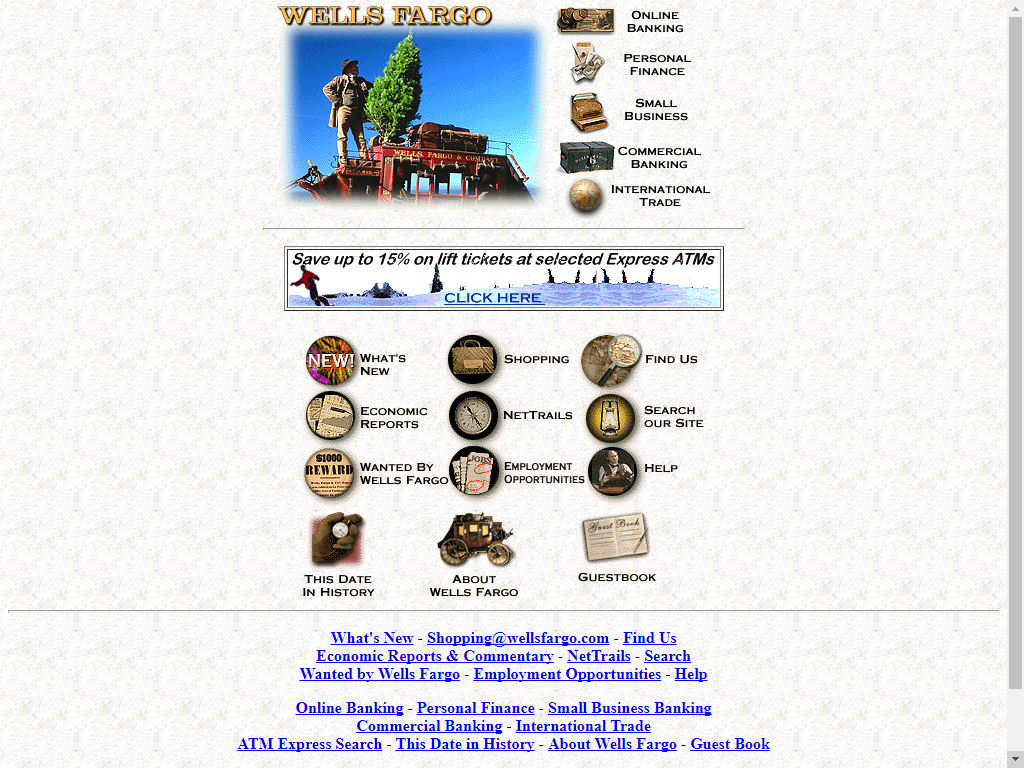 WELLS FARGO
ONLINE
BANKING
PERSONAL
FINANCE
SMALL
BUSINESS
COMMERCIAL
BANKING
INTERNATIONAL
TRADE
WELLS, FARGO & COMPANY
Save up to 15% on lift tickets at selected Express ATMs
CLICK HERE
NEW!
WHAT'S
NEW
SHOPPING
FIND US
ECONOMIC
REPORTS
NETTRAILS
SEARCH
OUR SITE
$1000
REWARD
WANTED BY
WELLS FARGO
JOBS
EMPLOYMENT
OPPORTUNITIES
HELP
THIS DATE
IN HISTORY
ABOUT
WELLS FARGO
Guest Book
GUESTBOOK
What's New - Shopping@wellsfargo.com - Find Us
Economic Reports & Commentary - NetTrails - Search
Wanted by Wells Fargo - Employment Opportunities - Help
Online Banking - Personal Finance - Small Business Banking
Commercial Banking - International Trade
ATM Express Search - This Date in History - About Wells Fargo - Guest Book